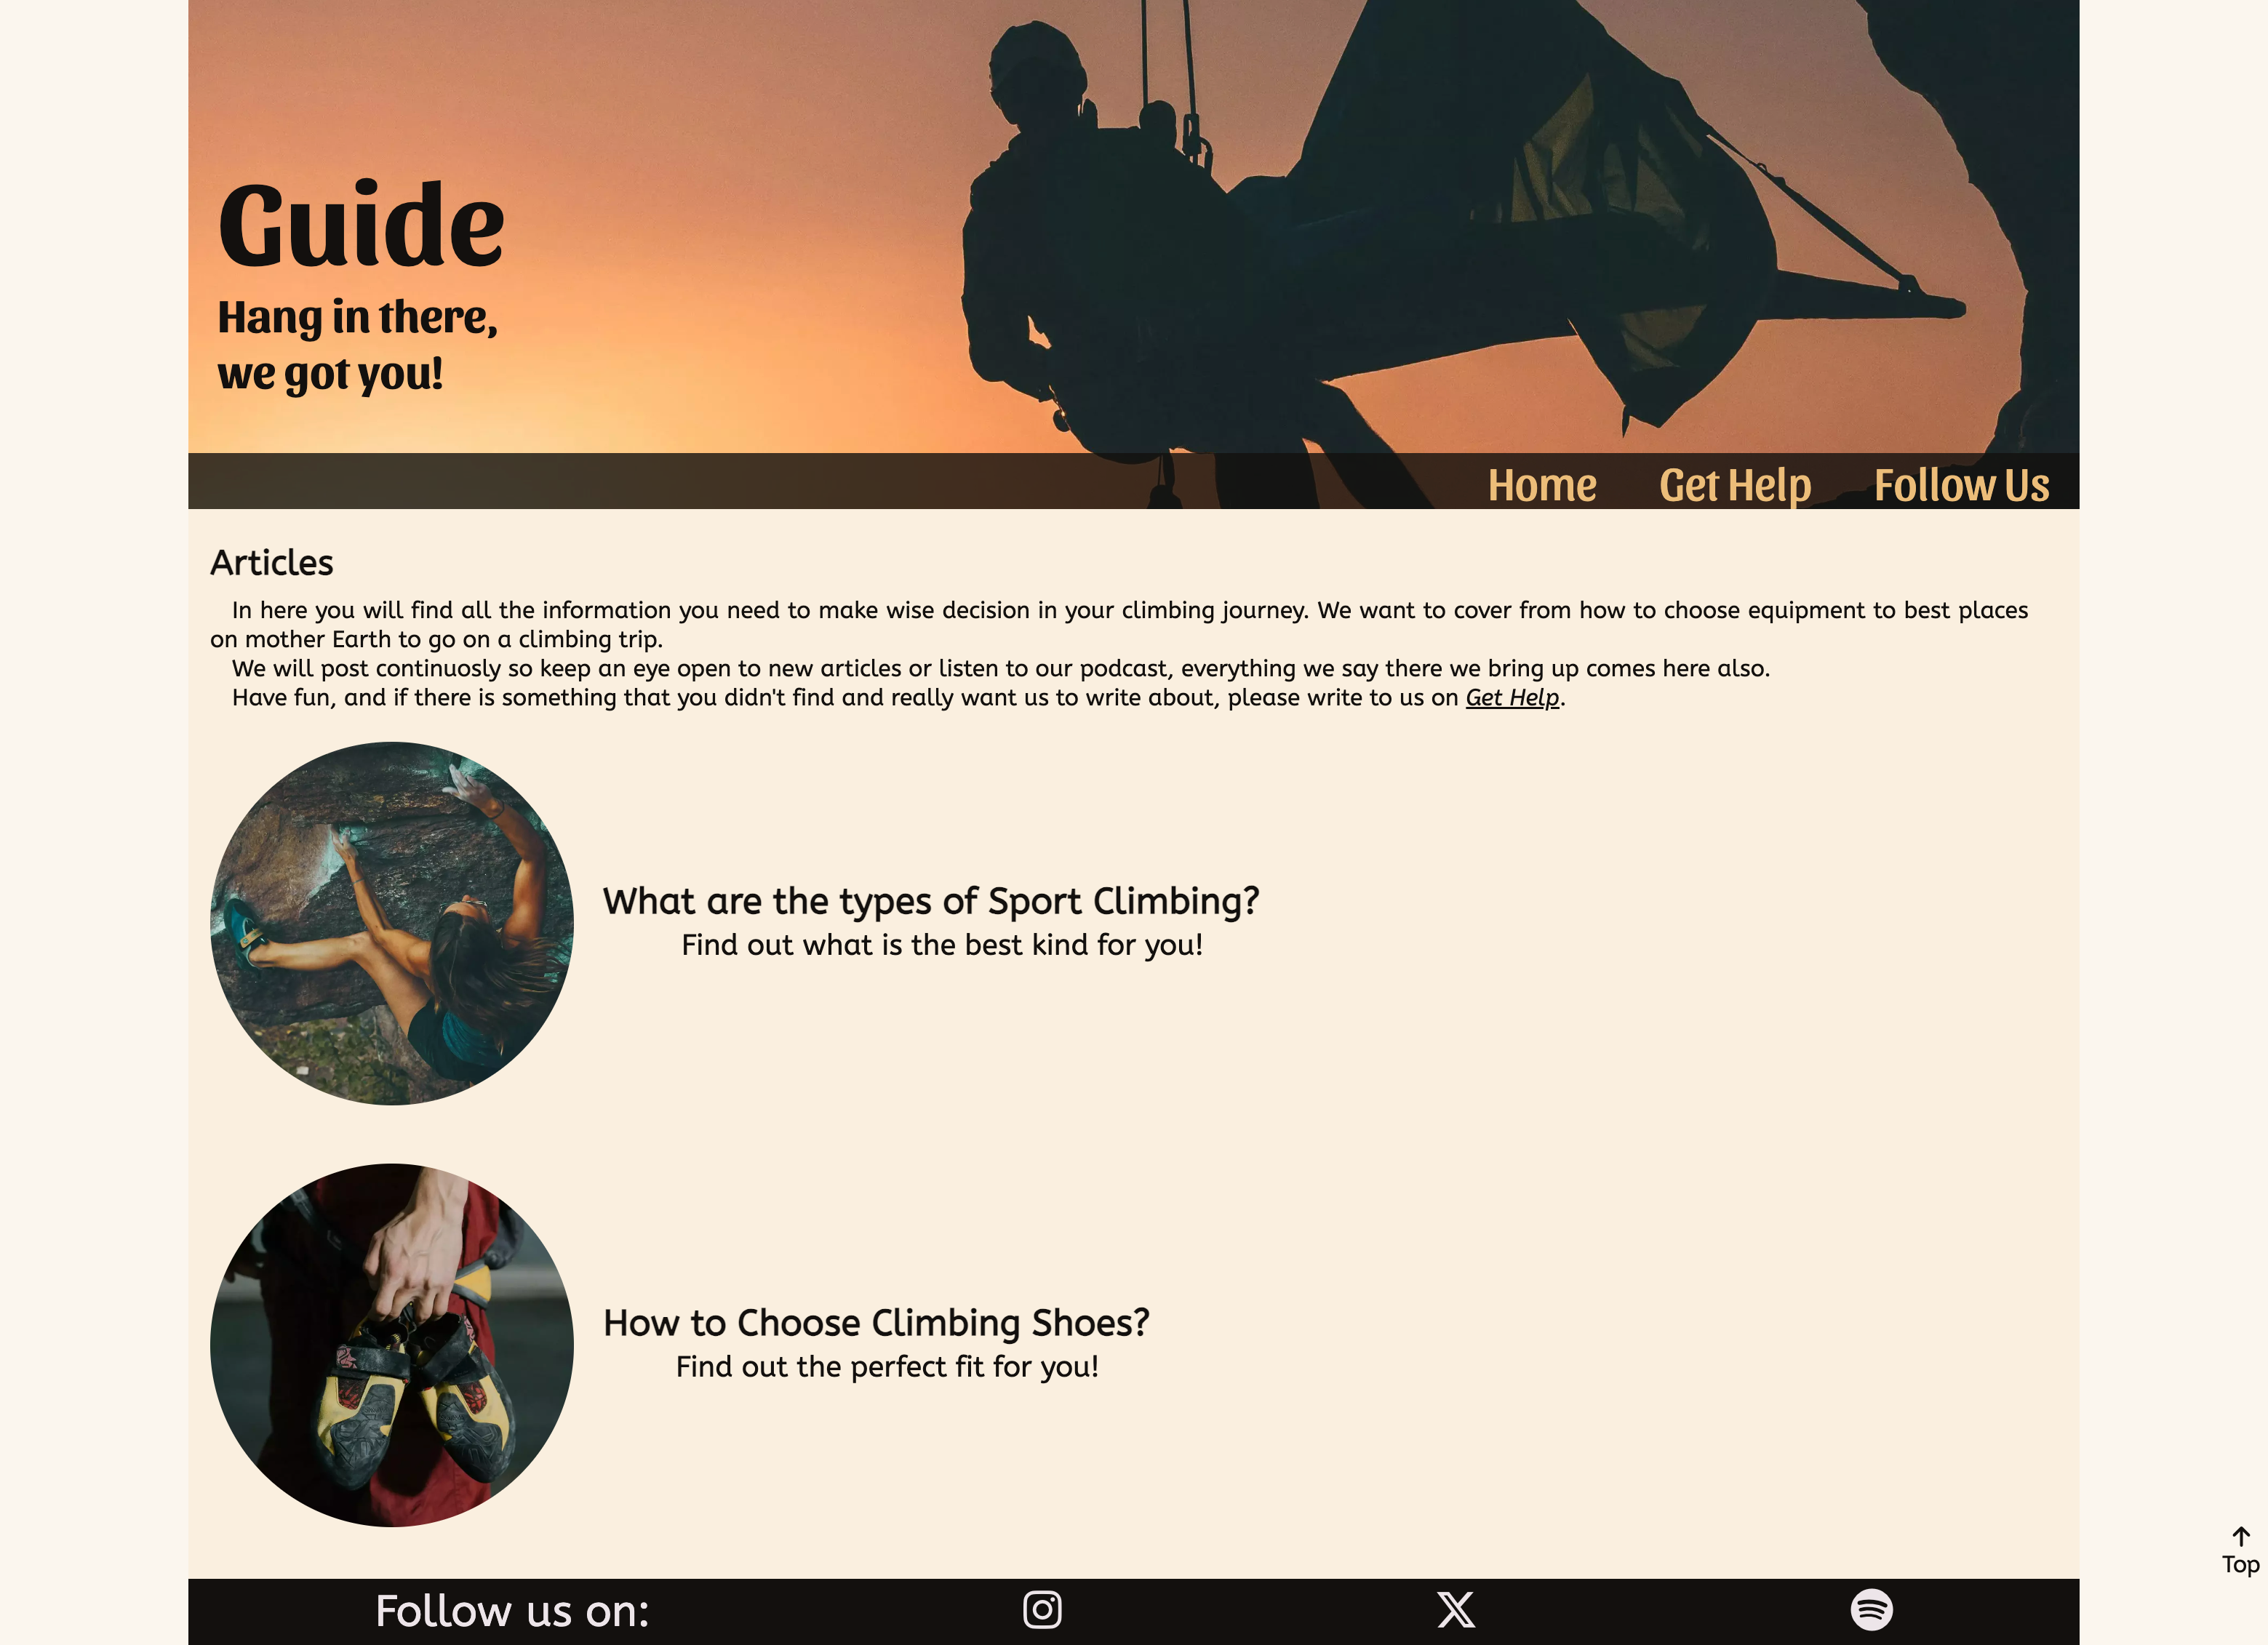 Guide
Hang in there,
we got you!
Home Get Help Follow Us
Articles
In here you will find all the information you need to make wise decision in your climbing journey. We want to cover from how to choose equipment to best places
on mother Earth to go on a climbing trip.
We will post continuosly so keep an eye open to new articles or listen to our podcast, everything we say there we bring up comes here also.
Have fun, and if there is something that you didn't find and really want us to write about, please write to us on Get Help.
What are the types of Sport Climbing?
Find out what is the best kind for you!
How to Choose Climbing Shoes?
Find out the perfect fit for you!
Top
Follow us on: